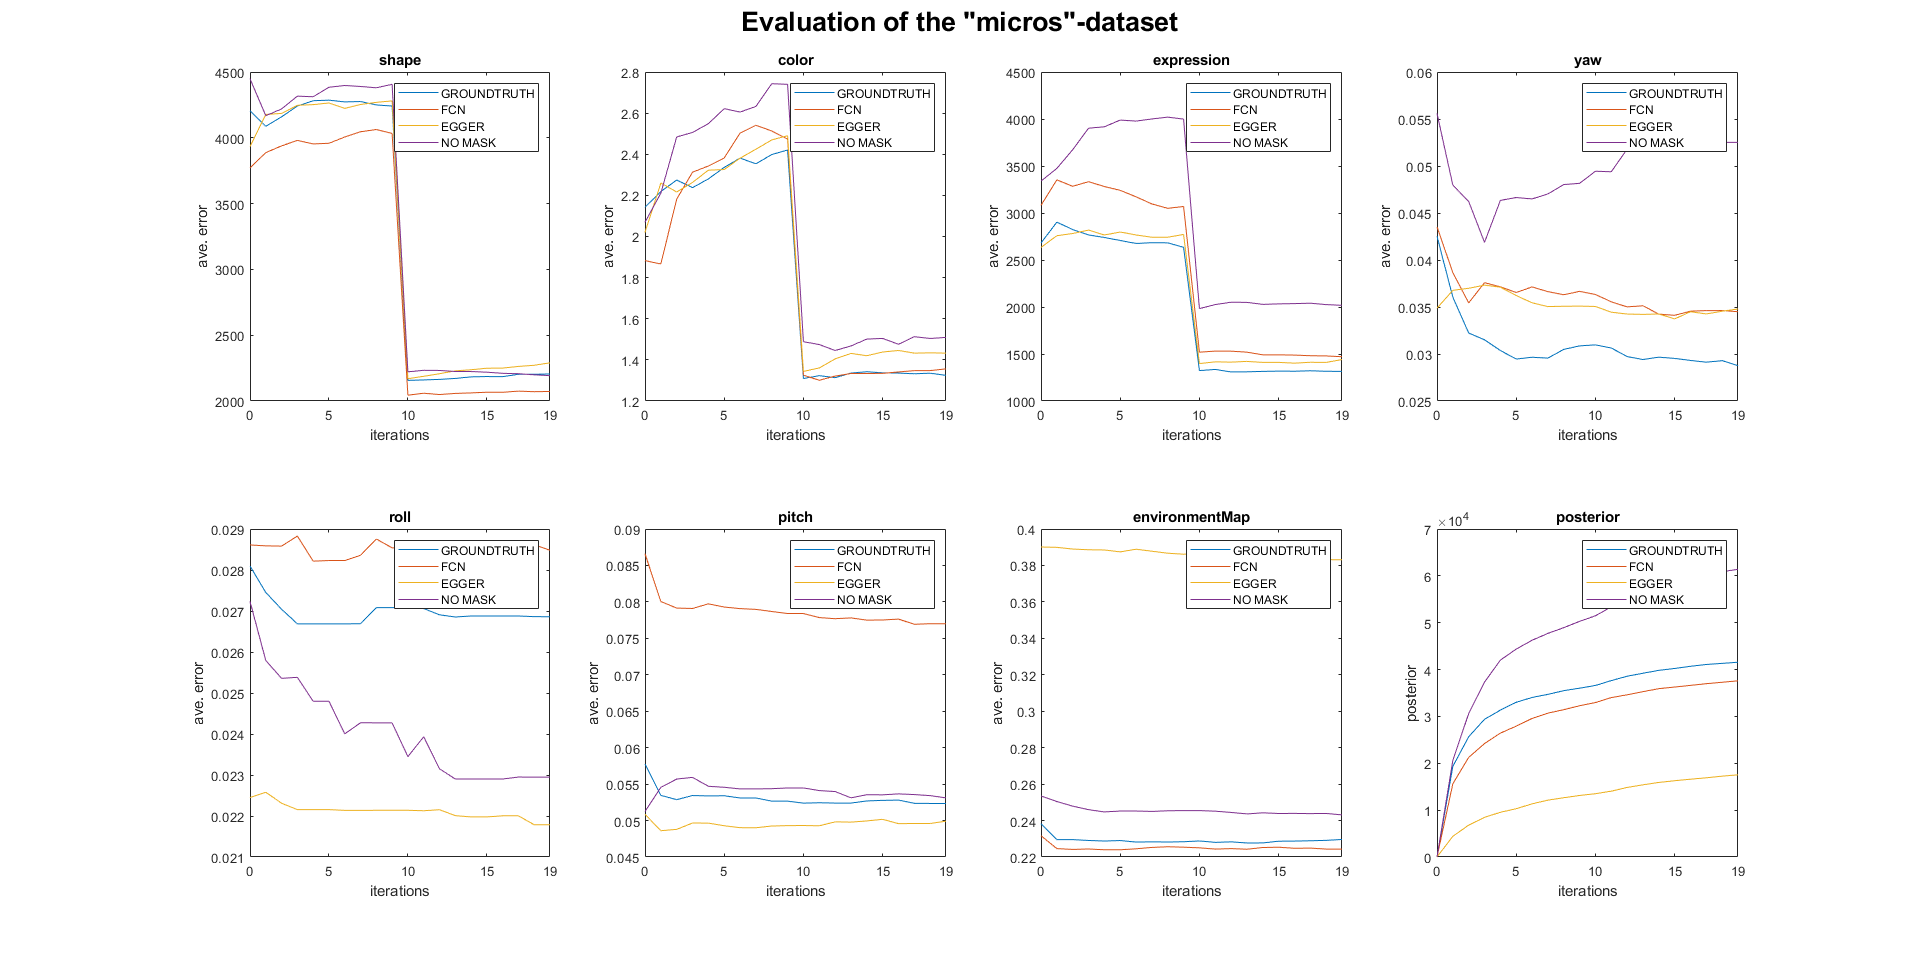 Evaluation of the "micros"-dataset
shape
4500
4000
3500
3000
2500
2000
0 5 10 15 19
ave. error
iterations
GROUNDTRUTH
FCN
EGGER
NO MASK
color
2.8
2.6
2.4
2.2
2
1.8
1.6
1.4
1.2
0 5 10 15 19
ave. error
iterations
GROUNDTRUTH
FCN
EGGER
NO MASK
expression
4500
4000
3500
3000
2500
2000
1500
1000
0 5 10 15 19
ave. error
iterations
GROUNDTRUTH
FCN
EGGER
NO MASK
yaw
0.06
0.055
0.05
0.045
0.04
0.035
0.03
0.025
0 5 10 15 19
ave. error
iterations
GROUNDTRUTH
FCN
EGGER
NO MASK
roll
0.029
0.028
0.027
0.026
0.025
0.024
0.023
0.022
0.021
0 5 10 15 19
ave. error
iterations
GROUNDTRUTH
FCN
EGGER
NO MASK
pitch
0.09
0.085
0.08
0.075
0.07
0.065
0.06
0.055
0.05
0.045
0 5 10 15 19
ave. error
iterations
GROUNDTRUTH
FCN
EGGER
NO MASK
environmentMap
0.4
0.38
0.36
0.34
0.32
0.3
0.28
0.26
0.24
0.22
0 5 10 15 19
ave. error
iterations
GROUNDTRUTH
FCN
EGGER
NO MASK
posterior
×10⁴
7
6
5
4
3
2
1
0
0 5 10 15 19
posterior
iterations
GROUNDTRUTH
FCN
EGGER
NO MASK